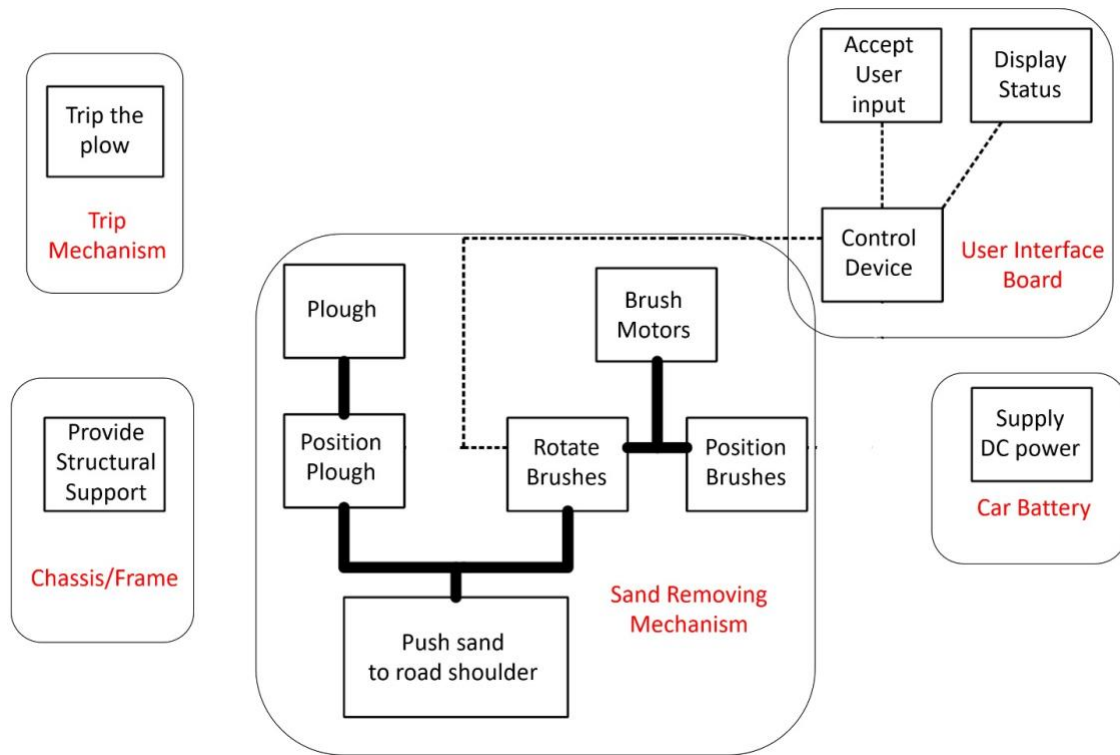 Accept
User
input
Display
Status
Trip the
plow
Trip
Mechanism
Control
Device
User Interface
Board
Plough
Brush
Motors
Provide
Structural
Support
Chassis/Frame
Position
Plough
Rotate
Brushes
Position
Brushes
Supply
DC power
Car Battery
Sand Removing
Mechanism
Push sand
to road shoulder